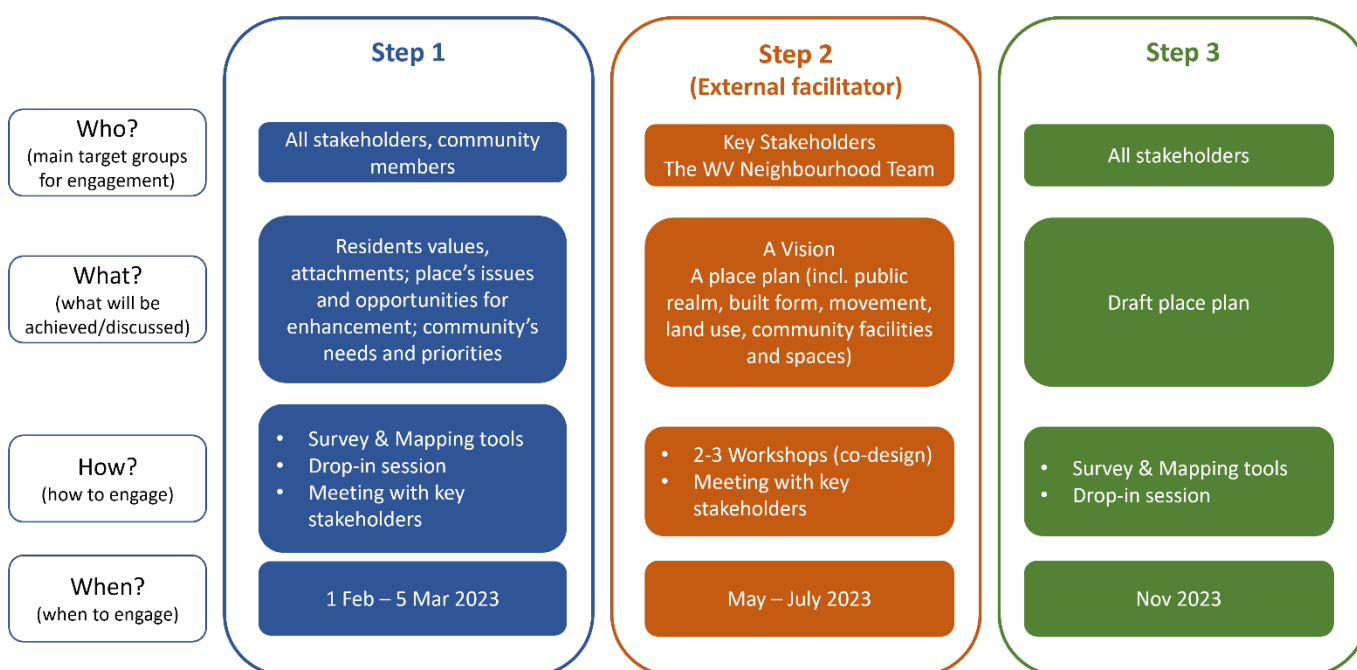 Step 1
Step 2
(External facilitator)
Step 3
Who?
(main target groups
for engagement)
All stakeholders, community
members
Key Stakeholders
The WV Neighbourhood Team
All stakeholders
What?
(what will be
achieved/discussed)
Residents values,
attachments; place's issues
and opportunities for
enhancement; community's
needs and priorities
A Vision
A place plan (incl. public
realm, built form, movement,
land use, community facilities
and spaces)
Draft place plan
How?
(how to engage)
• Survey & Mapping tools
• Drop-in session
• Meeting with key
stakeholders
• 2-3 Workshops (co-design)
• Meeting with key
stakeholders
• Survey & Mapping tools
• Drop-in session
When?
(when to engage)
1 Feb – 5 Mar 2023
May – July 2023
Nov 2023